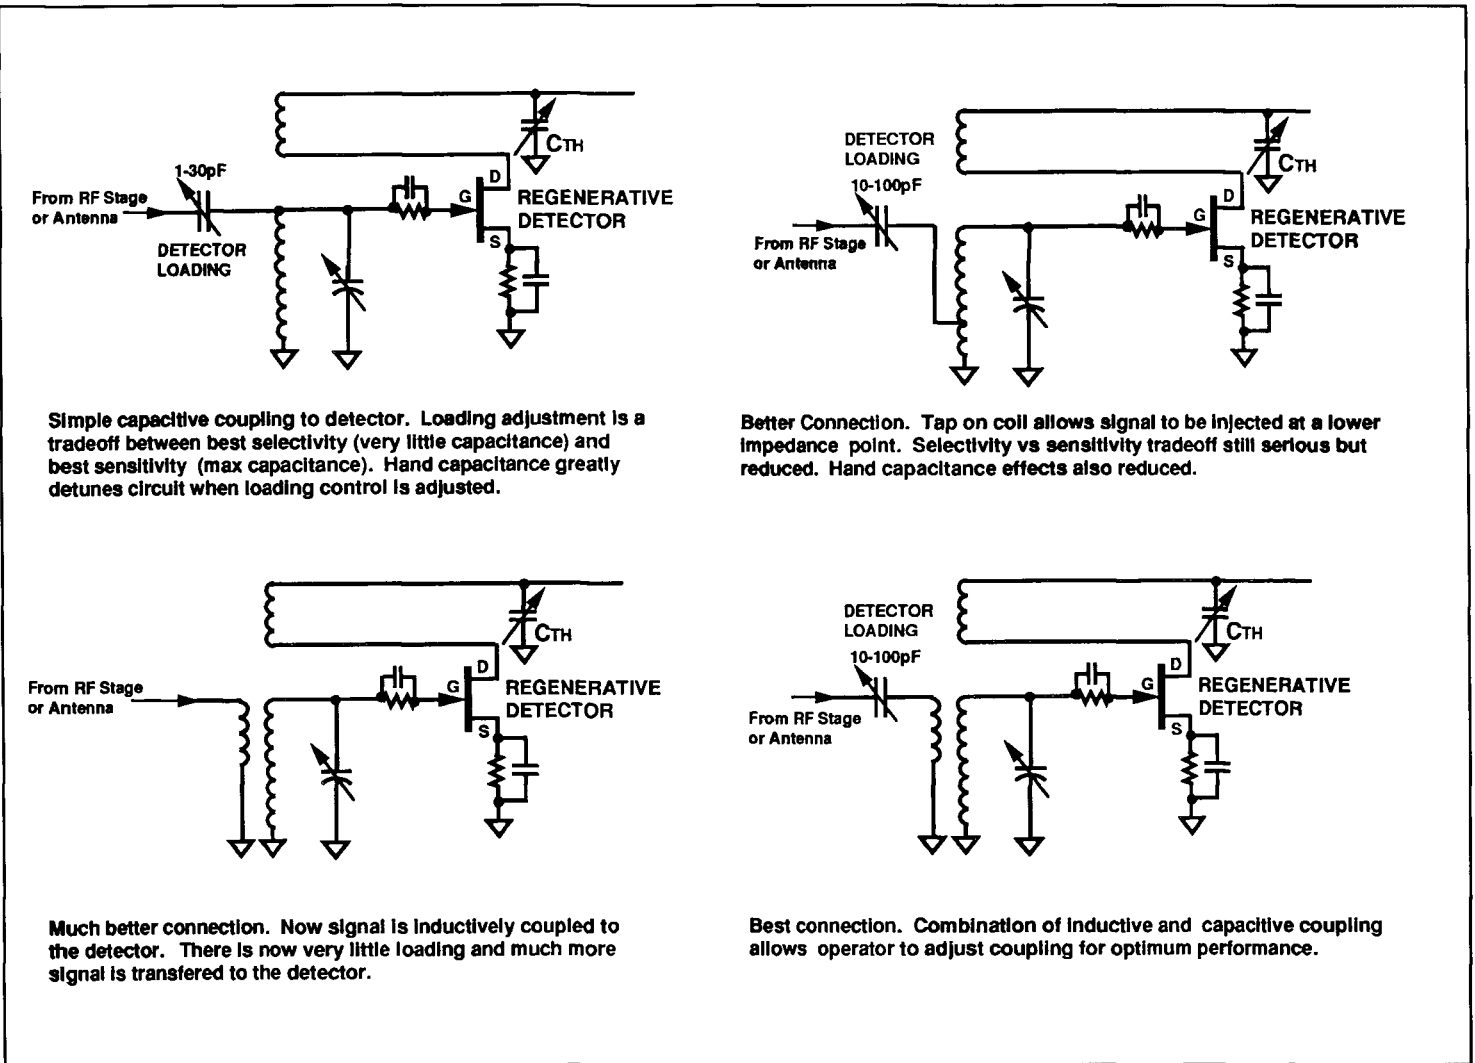 1-30pF
From RF Stage
or Antenna
DETECTOR
LOADING
CTH
D
G
S
REGENERATIVE
DETECTOR
Simple capacitive coupling to detector. Loading adjustment is a
tradeoff between best selectivity (very little capacitance) and
best sensitivity (max capacitance). Hand capacitance greatly
detunes circuit when loading control is adjusted.
DETECTOR
LOADING
10-100pF
From RF Stage
or Antenna
CTH
D
G
S
REGENERATIVE
DETECTOR
Better Connection. Tap on coil allows signal to be injected at a lower
impedance point. Selectivity vs sensitivity tradeoff still serious but
reduced. Hand capacitance effects also reduced.
From RF Stage
or Antenna
CTH
D
G
S
REGENERATIVE
DETECTOR
Much better connection. Now signal is inductively coupled to
the detector. There is now very little loading and much more
signal is transfered to the detector.
DETECTOR
LOADING
10-100pF
From RF Stage
or Antenna
CTH
D
G
S
REGENERATIVE
DETECTOR
Best connection. Combination of inductive and capacitive coupling
allows operator to adjust coupling for optimum performance.